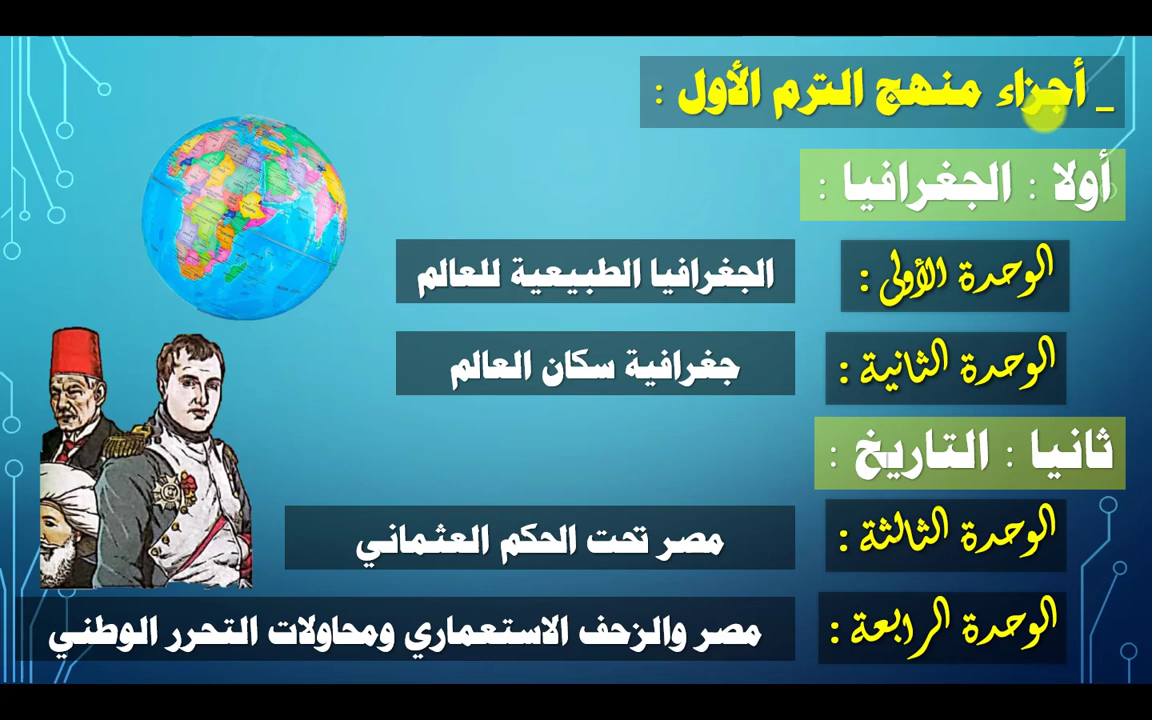 _ أجزاء منهج الترم الأول :
أولا : الجغرافيا :
الوحدة الأولى : الجغرافيا الطبيعية للعالم
الوحدة الثانية : جغرافية سكان العالم
ثانيا : التاريخ :
الوحدة الثالثة : مصر تحت الحكم العثماني
الوحدة الرابعة : مصر والزحف الاستعماري ومحاولات التحرر الوطني